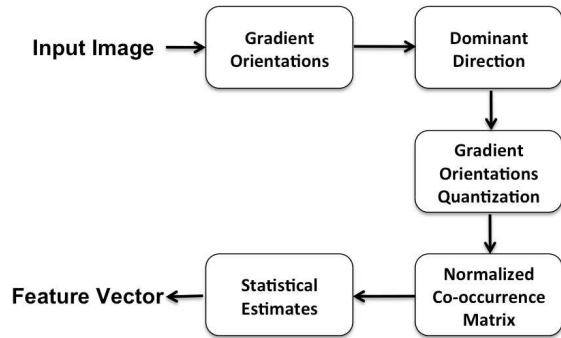 Input Image
Gradient
Orientations
Dominant
Direction
Gradient
Orientations
Quantization
Normalized
Co-occurrence
Matrix
Statistical
Estimates
Feature Vector